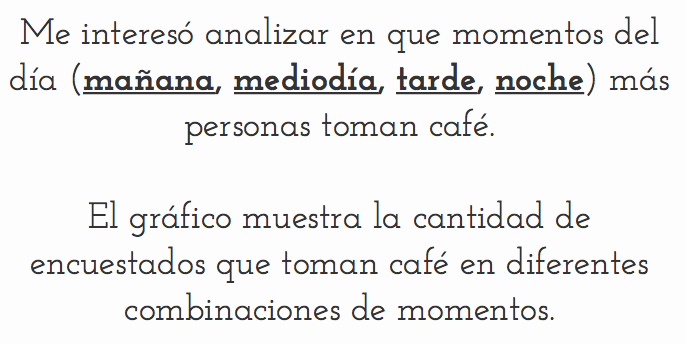 Me interesó analizar en que momentos del
día (mañana, mediodía, tarde, noche) más
personas toman café.
El gráfico muestra la cantidad de
encuestados que toman café en diferentes
combinaciones de momentos.